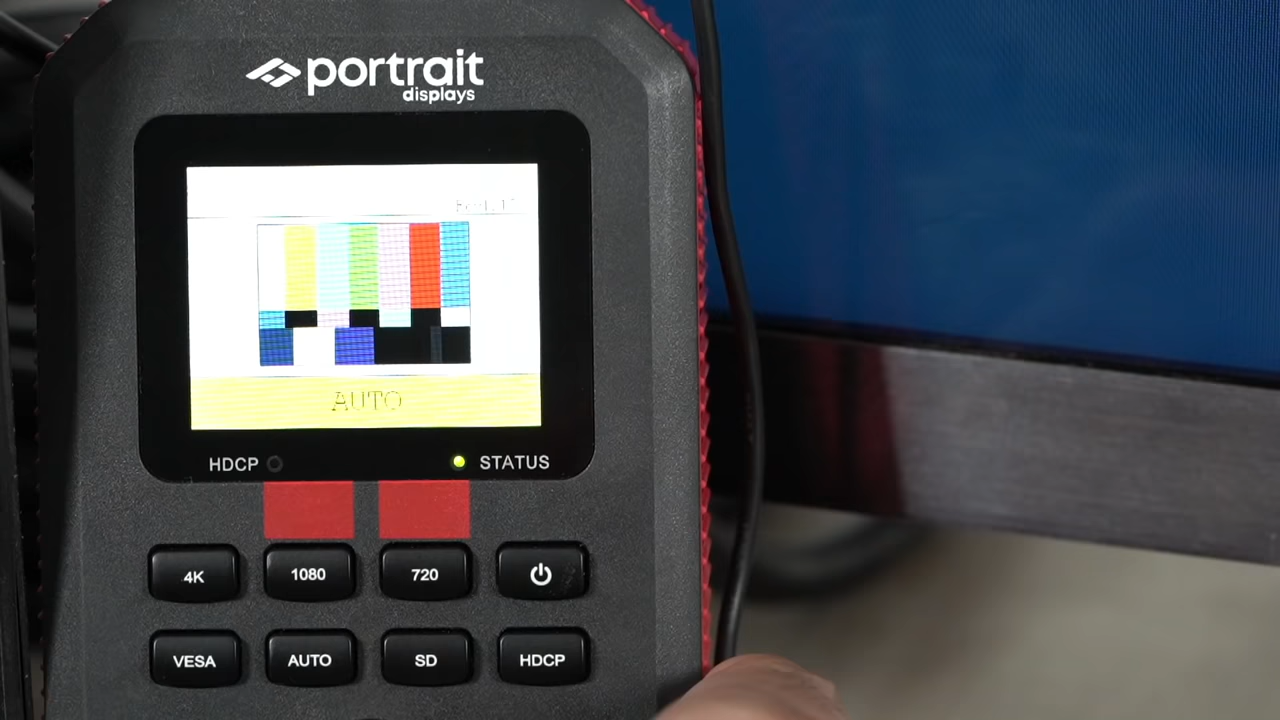 portrait
displays
AUTO
HDCP
STATUS
4K
1080
720
VESA
AUTO
SD
HDCP